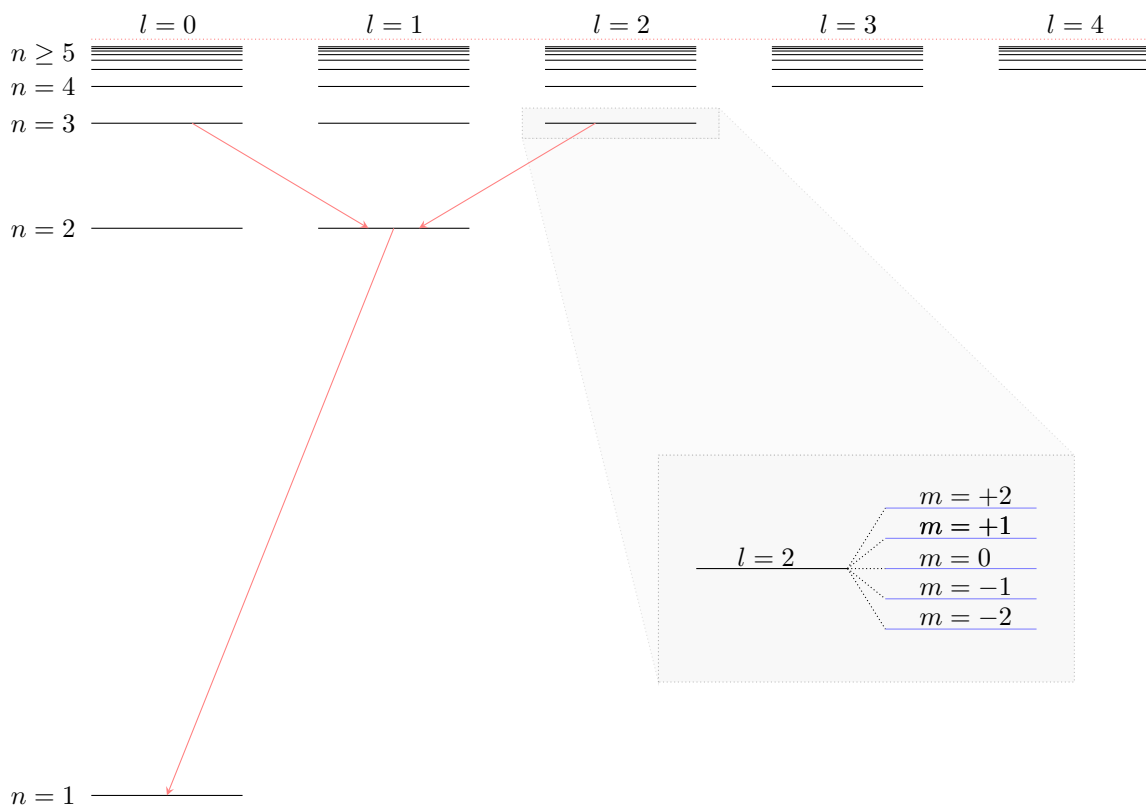 l = 0 l = 1 l = 2 l = 3 l = 4
n ≥ 5
n = 4
n = 3
n = 2
m = +2
m = +1
l = 2 m = 0
m = −1
m = −2
n = 1